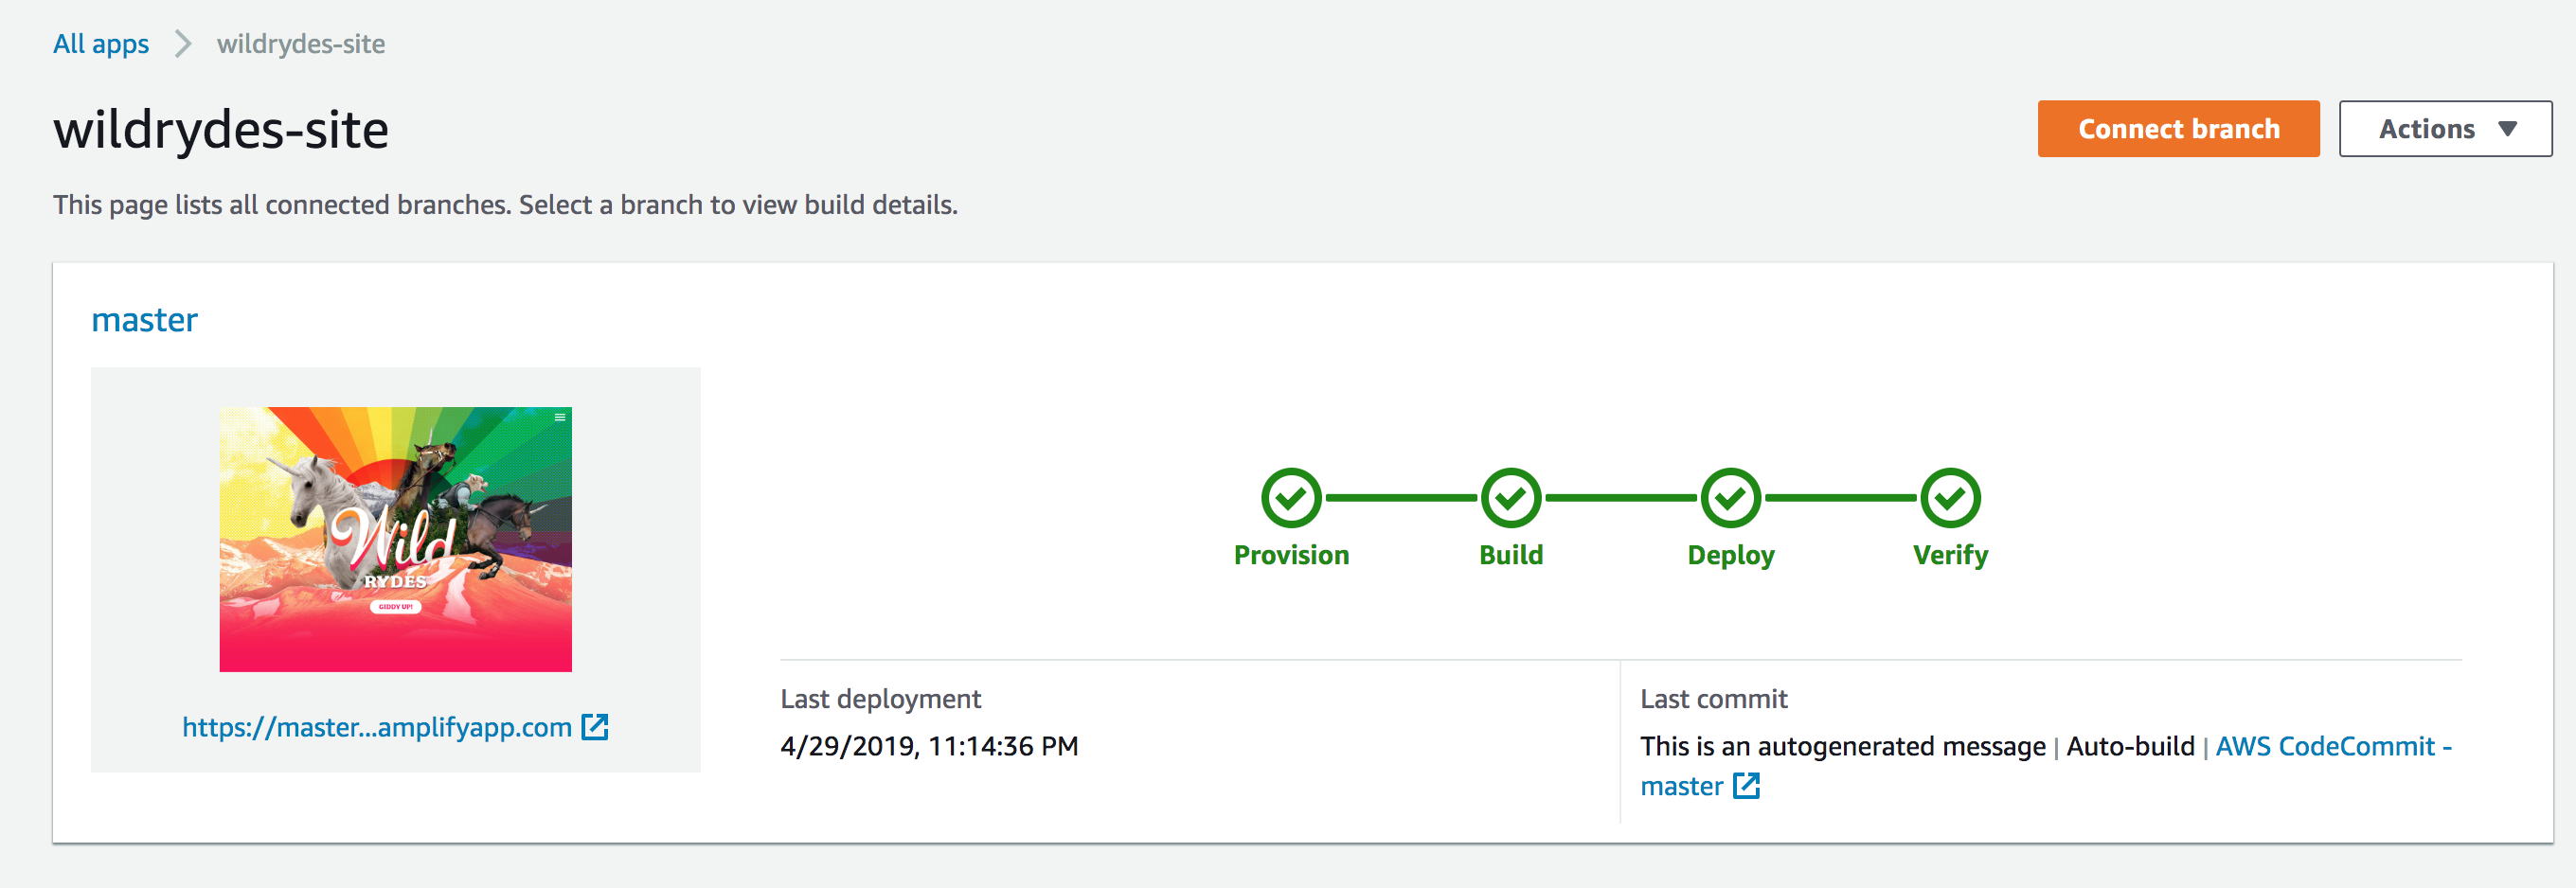 All apps > wildrydes-site
wildrydes-site
Connect branch
Actions
This page lists all connected branches. Select a branch to view build details.
master
Wild
RYDES
GIDDY UP!
https://master...amplifyapp.com
Provision
Build
Deploy
Verify
Last deployment
4/29/2019, 11:14:36 PM
Last commit
This is an autogenerated message | Auto-build | AWS CodeCommit -
master